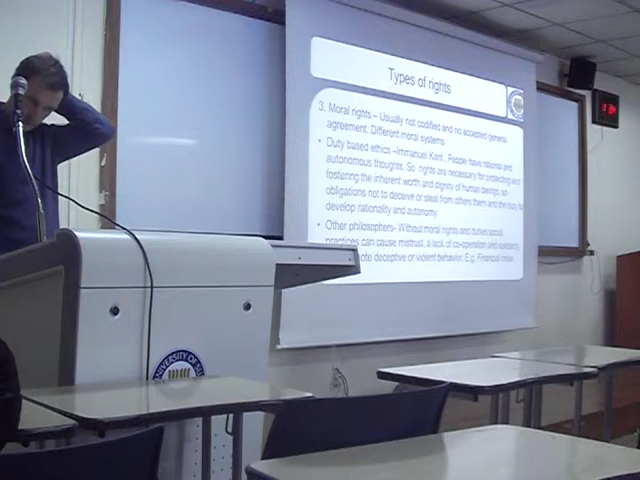 Types of rights
3. Moral rights – Usually not codified and no accepted general
agreement. Different moral systems.
• Duty based ethics –Immanuel Kant . People have rational and
autonomous thoughts. So rights are necessary for protecting and
fostering the inherent worth and dignity of human beings, so
obligations not to deceive or steal from others them and the duty to
develop rationality and autonomy.
• Other philosophers- Without moral rights and duties social
practices can cause mistrust, a lack of co-operation and
deceptive or violent behavior. E.g. Financial crisis.
UNIVERSITY OF